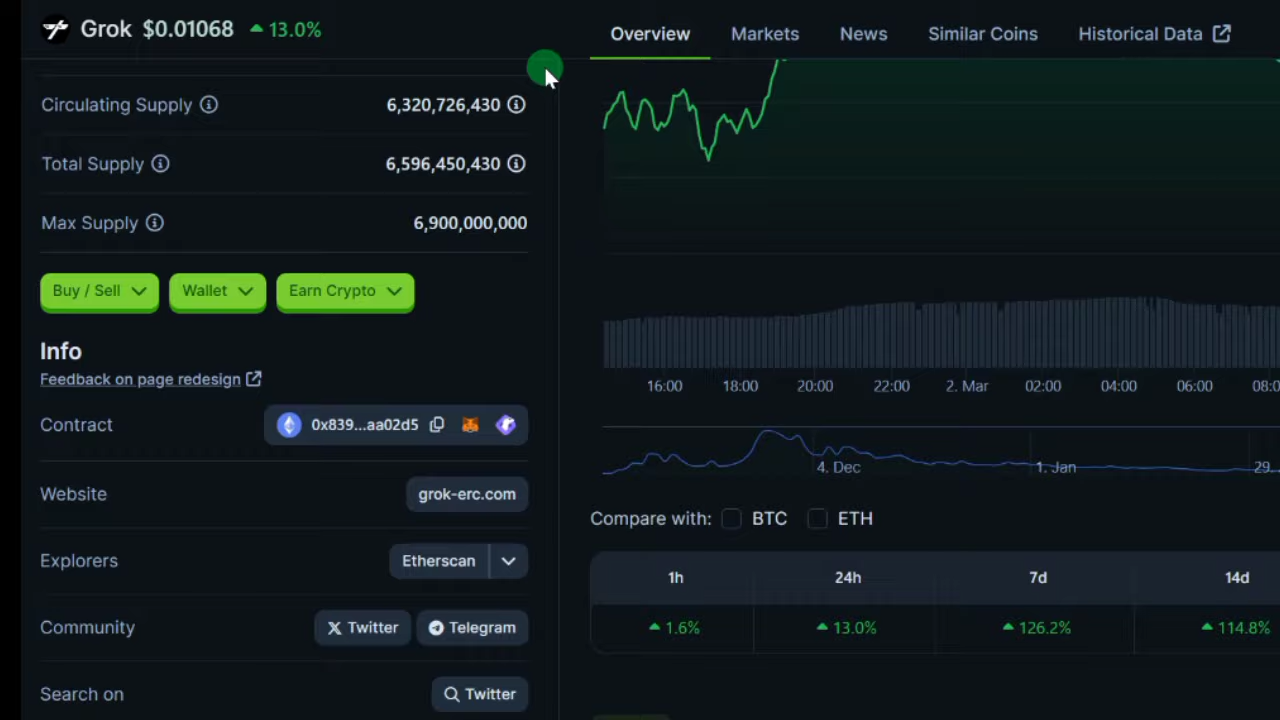 Grok $0.01068 13.0%
Overview Markets News Similar Coins Historical Data
Circulating Supply 6,320,726,430
Total Supply 6,596,450,430
Max Supply 6,900,000,000
Buy / Sell Wallet Earn Crypto
Info
Feedback on page redesign
Contract 0x839...aa02d5
Website grok-erc.com
Explorers Etherscan
Community Twitter Telegram
Search on Twitter
16:00 18:00 20:00 22:00 2. Mar 02:00 04:00 06:00 08:0
4. Dec 1. Jan 29.
Compare with: BTC ETH
1h 24h 7d 14d
1.6% 13.0% 126.2% 114.8%